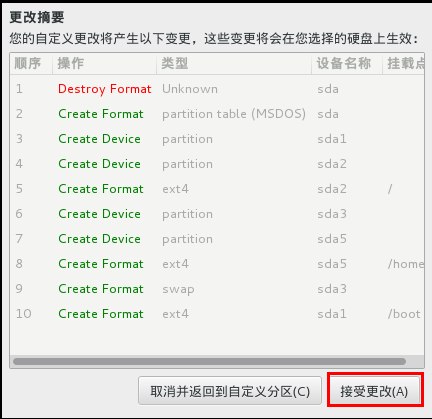 更改摘要
您的自定义更改将产生以下变更，这些变更将会在您选择的硬盘上生效：
顺序 操作 类型 设备名称 挂载点
1 Destroy Format Unknown sda
2 Create Format partition table (MSDOS) sda
3 Create Device partition sda1
4 Create Device partition sda2
5 Create Format ext4 sda2 /
6 Create Device partition sda3
7 Create Device partition sda5
8 Create Format ext4 sda5 /home
9 Create Format swap sda3
10 Create Format ext4 sda1 /boot
取消并返回到自定义分区(C) 接受更改(A)